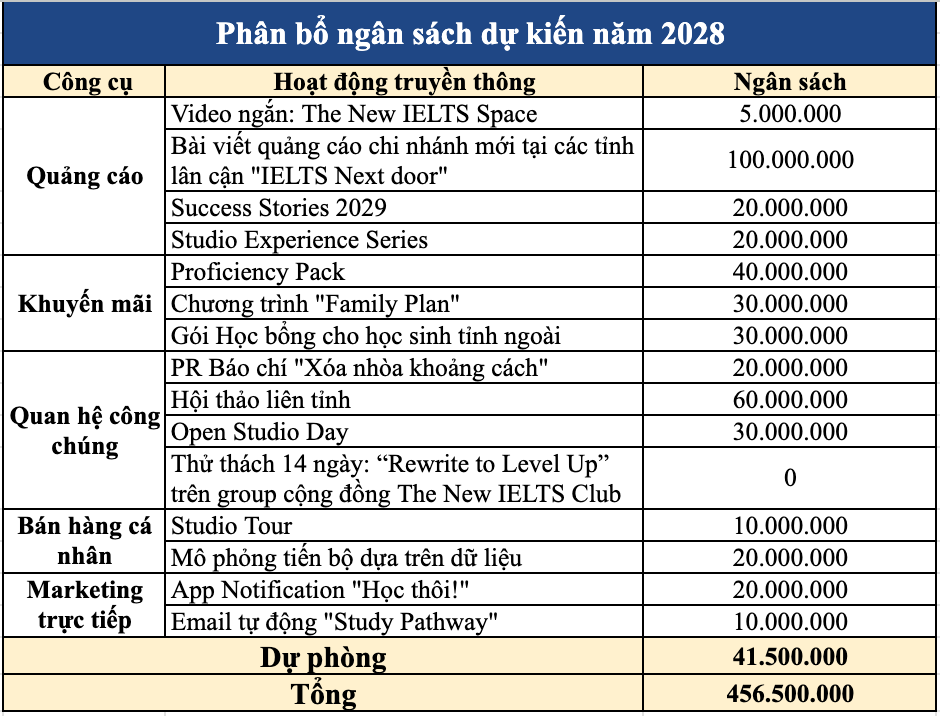 Phân bổ ngân sách dự kiến năm 2028
Công cụ Hoạt động truyền thông Ngân sách
Quảng cáo
Video ngắn: The New IELTS Space 5.000.000
Bài viết quảng cáo chi nhánh mới tại các tỉnh
lân cận "IELTS Next door" 100.000.000
Success Stories 2029 20.000.000
Studio Experience Series 20.000.000
Khuyến mãi
Proficiency Pack 40.000.000
Chương trình "Family Plan" 30.000.000
Gói Học bổng cho học sinh tỉnh ngoài 30.000.000
Quan hệ công
chúng
PR Báo chí "Xóa nhòa khoảng cách" 20.000.000
Hội thảo liên tỉnh 60.000.000
Open Studio Day 30.000.000
Thử thách 14 ngày: “Rewrite to Level Up”
trên group cộng đồng The New IELTS Club 0
Bán hàng cá
nhân
Studio Tour 10.000.000
Mô phỏng tiến bộ dựa trên dữ liệu 20.000.000
Marketing
trực tiếp
App Notification "Học thôi!" 20.000.000
Email tự động "Study Pathway" 10.000.000
Dự phòng 41.500.000
Tổng 456.500.000